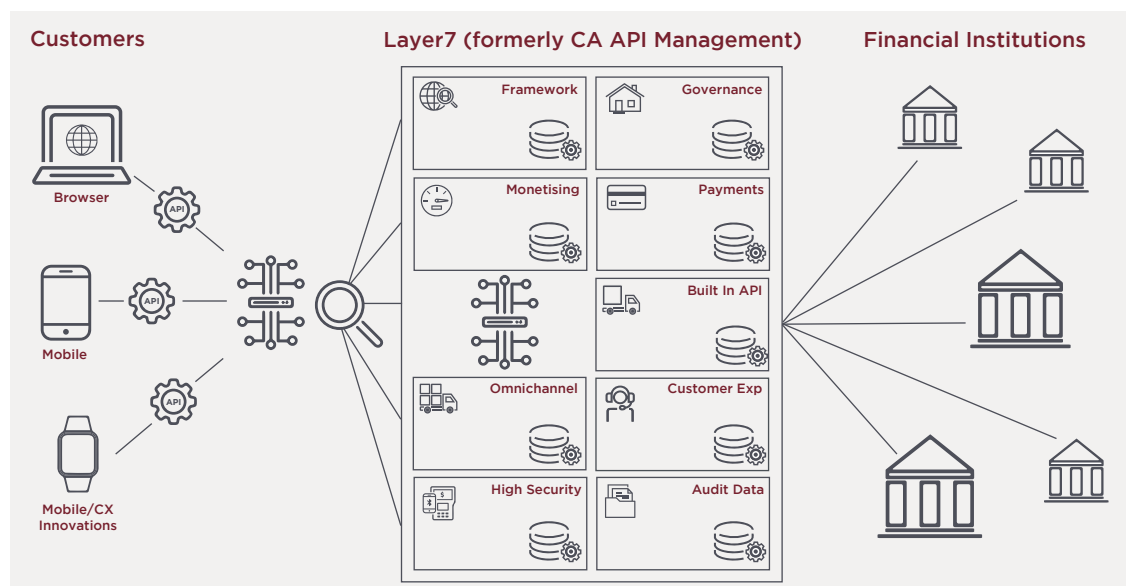 Customers
Layer7 (formerly CA API Management)
Financial Institutions
Browser
API
Mobile
API
Mobile/CX
Innovations
API
Framework
Governance
Monetising
Payments
Built In API
Omnichannel
Customer Exp
High Security
$
Audit Data